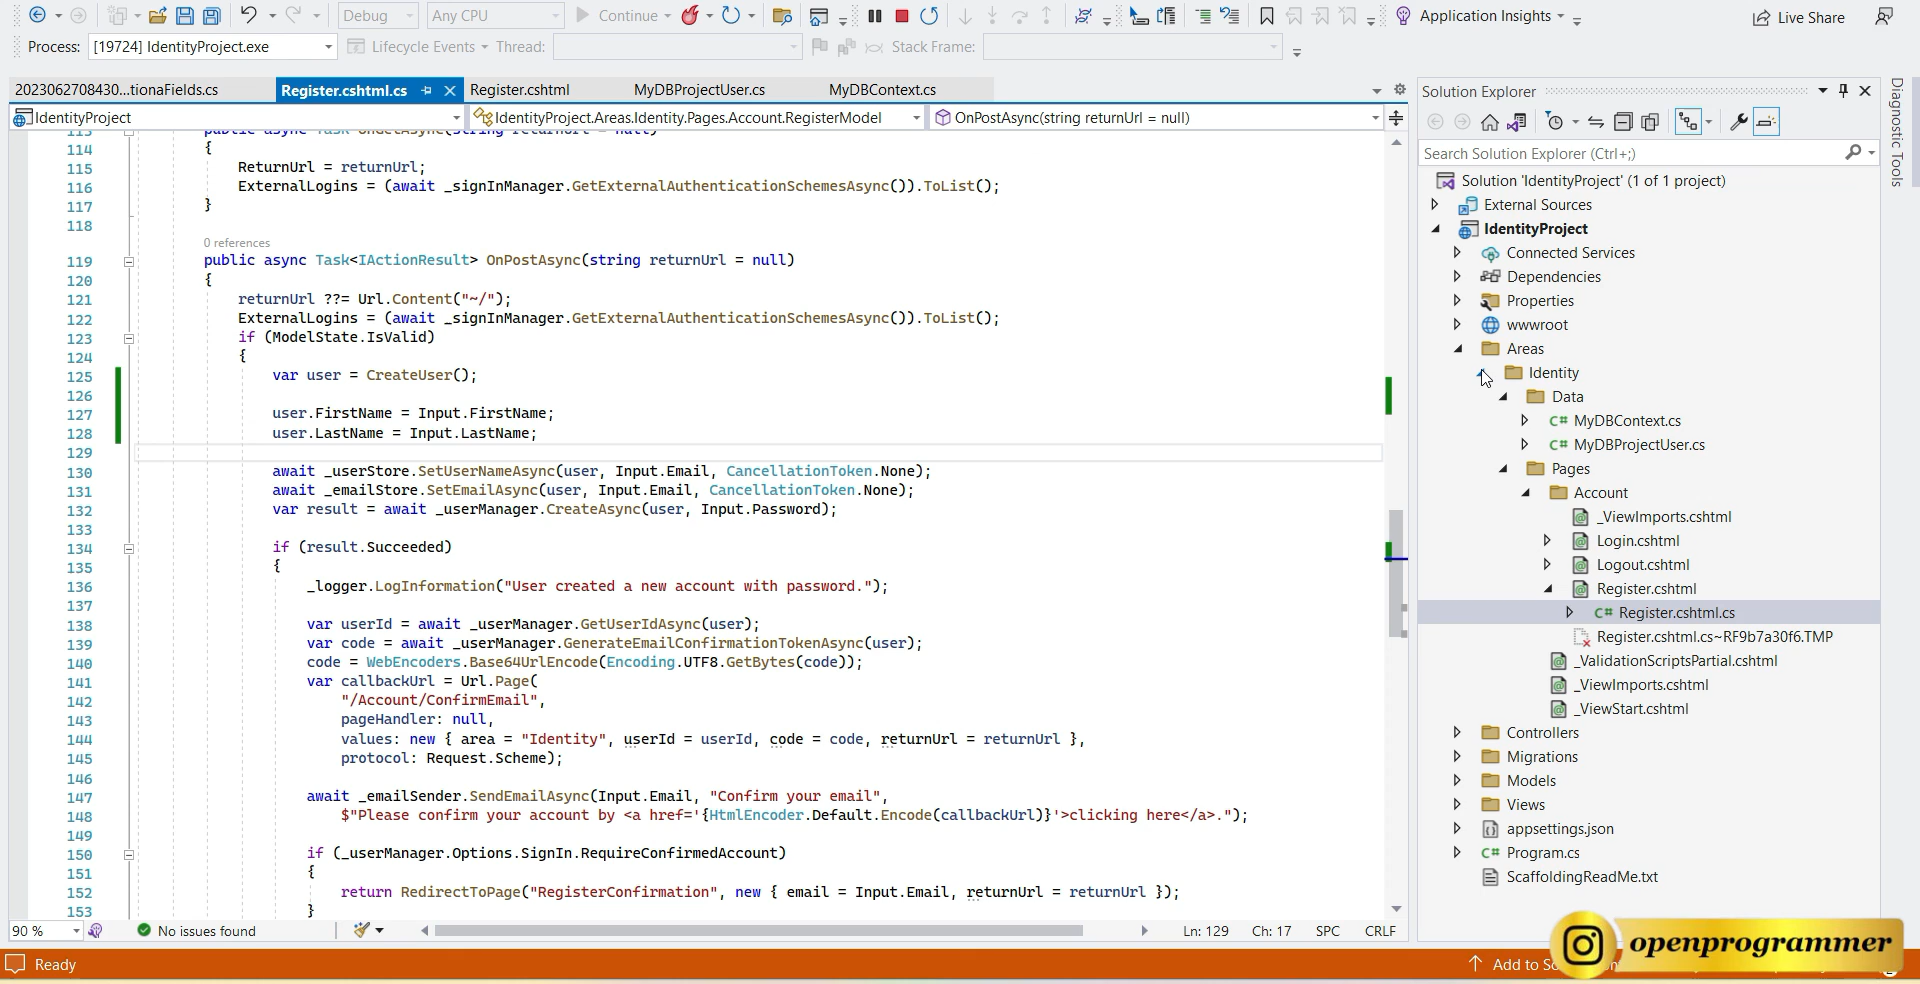 Debug Any CPU Continue Application Insights Live Share
Process: [19724] IdentityProject.exe Lifecycle Events Thread: Stack Frame:
2023062708430...tionaFields.cs Register.cshtml.cs Register.cshtml MyDBProjectUser.cs MyDBContext.cs
IdentityProject IdentityProject.Areas.Identity.Pages.Account.RegisterModel OnPostAsync(string returnUrl = null)
113 public async Task OnGetAsync(string returnUrl = null)
114 {
115 ReturnUrl = returnUrl;
116 ExternalLogins = (await _signInManager.GetExternalAuthenticationSchemesAsync()).ToList();
117 }
118
0 references
119 public async Task<IActionResult> OnPostAsync(string returnUrl = null)
120 {
121 returnUrl ??= Url.Content("~/");
122 ExternalLogins = (await _signInManager.GetExternalAuthenticationSchemesAsync()).ToList();
123 if (ModelState.IsValid)
124 {
125 var user = CreateUser();
126
127 user.FirstName = Input.FirstName;
128 user.LastName = Input.LastName;
129
130 await _userStore.SetUserNameAsync(user, Input.Email, CancellationToken.None);
131 await _emailStore.SetEmailAsync(user, Input.Email, CancellationToken.None);
132 var result = await _userManager.CreateAsync(user, Input.Password);
133
134 if (result.Succeeded)
135 {
136 _logger.LogInformation("User created a new account with password.");
137
138 var userId = await _userManager.GetUserIdAsync(user);
139 var code = await _userManager.GenerateEmailConfirmationTokenAsync(user);
140 code = WebEncoders.Base64UrlEncode(Encoding.UTF8.GetBytes(code));
141 var callbackUrl = Url.Page(
142 "/Account/ConfirmEmail",
143 pageHandler: null,
144 values: new { area = "Identity", userId = userId, code = code, returnUrl = returnUrl },
145 protocol: Request.Scheme);
146
147 await _emailSender.SendEmailAsync(Input.Email, "Confirm your email",
148 $"Please confirm your account by <a href='{HtmlEncoder.Default.Encode(callbackUrl)}'>clicking here</a>.");
149
150 if (_userManager.Options.SignIn.RequireConfirmedAccount)
151 {
152 return RedirectToPage("RegisterConfirmation", new { email = Input.Email, returnUrl = returnUrl });
153 }
90 % No issues found Ln: 129 Ch: 17 SPC CRLF
Ready
Add to So
Solution Explorer
Search Solution Explorer (Ctrl+;)
Solution 'IdentityProject' (1 of 1 project)
External Sources
IdentityProject
Connected Services
Dependencies
Properties
wwwroot
Areas
Identity
Data
MyDBContext.cs
MyDBProjectUser.cs
Pages
Account
_ViewImports.cshtml
Login.cshtml
Logout.cshtml
Register.cshtml
Register.cshtml.cs
Register.cshtml.cs~RF9b7a30f6.TMP
_ValidationScriptsPartial.cshtml
_ViewImports.cshtml
_ViewStart.cshtml
Controllers
Migrations
Models
Views
appsettings.json
Program.cs
ScaffoldingReadMe.txt
Diagnostic Tools
openprogrammer